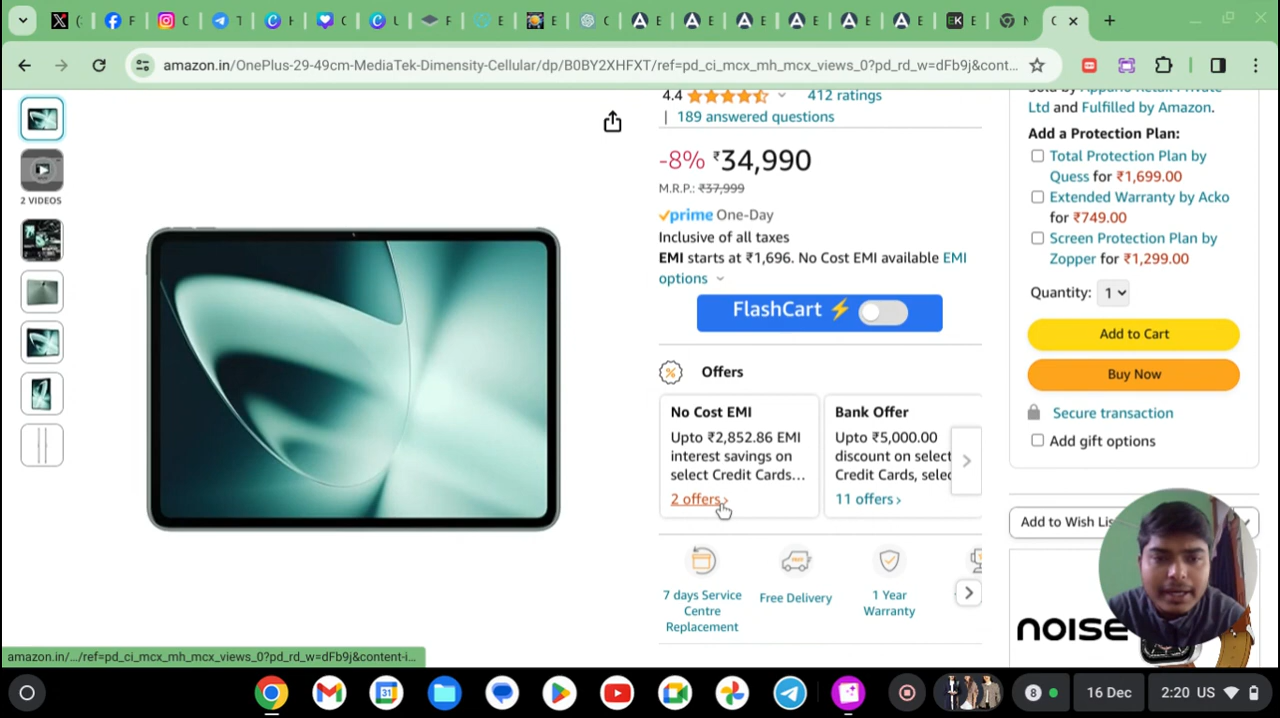 amazon.in/OnePlus-29-49cm-MediaTek-Dimensity-Cellular/dp/B0BY2XHFXT/ref=pd_ci_mcx_mh_mcx_views_0?pd_rd_w=dFb9j&cont...
2 VIDEOS
4.4 412 ratings
| 189 answered questions
-8% ₹34,990
M.R.P.: ₹37,999
prime One-Day
Inclusive of all taxes
EMI starts at ₹1,696. No Cost EMI available EMI
options
FlashCart ⚡
Offers
No Cost EMI
Upto ₹2,852.86 EMI
interest savings on
select Credit Cards...
2 offers›
Bank Offer
Upto ₹5,000.00
discount on select
Credit Cards, selec
11 offers›
7 days Service
Centre
Replacement
Free Delivery
1 Year
Warranty
Ltd and Fulfilled by Amazon.
Add a Protection Plan:
Total Protection Plan by
Quess for ₹1,699.00
Extended Warranty by Acko
for ₹749.00
Screen Protection Plan by
Zopper for ₹1,299.00
Quantity: 1
Add to Cart
Buy Now
Secure transaction
Add gift options
Add to Wish Lis
noise
amazon.in/.../ref=pd_ci_mcx_mh_mcx_views_0?pd_rd_w=dFb9j&content-i...
31
8
16 Dec
2:20 US